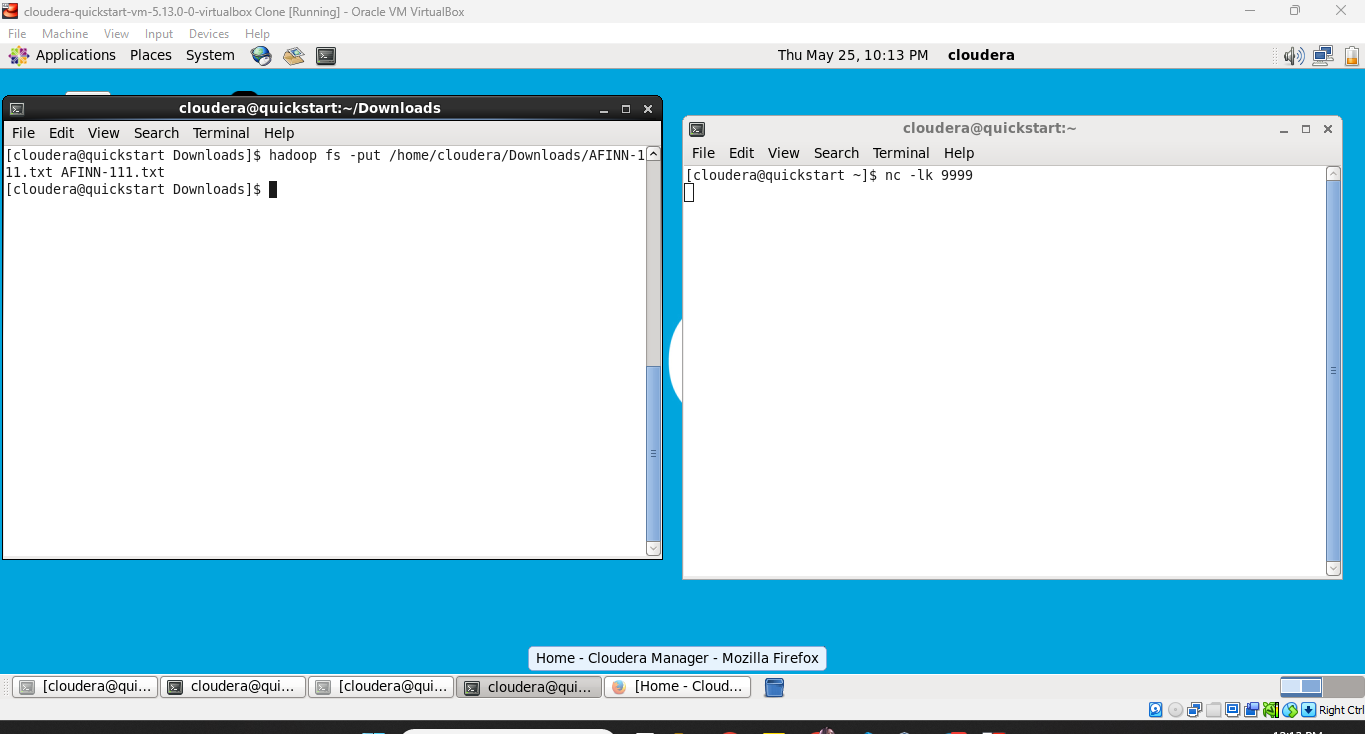 cloudera-quickstart-vm-5.13.0-0-virtualbox Clone [Running] - Oracle VM VirtualBox
File Machine View Input Devices Help
Applications Places System Thu May 25, 10:13 PM cloudera
cloudera@quickstart:~/Downloads
File Edit View Search Terminal Help
[cloudera@quickstart Downloads]$ hadoop fs -put /home/cloudera/Downloads/AFINN-1
11.txt AFINN-111.txt
[cloudera@quickstart Downloads]$
cloudera@quickstart:~
File Edit View Search Terminal Help
[cloudera@quickstart ~]$ nc -lk 9999
Home - Cloudera Manager - Mozilla Firefox
[cloudera@qui... cloudera@qui... [cloudera@qui... cloudera@qui... [Home - Cloud...
Right Ctrl